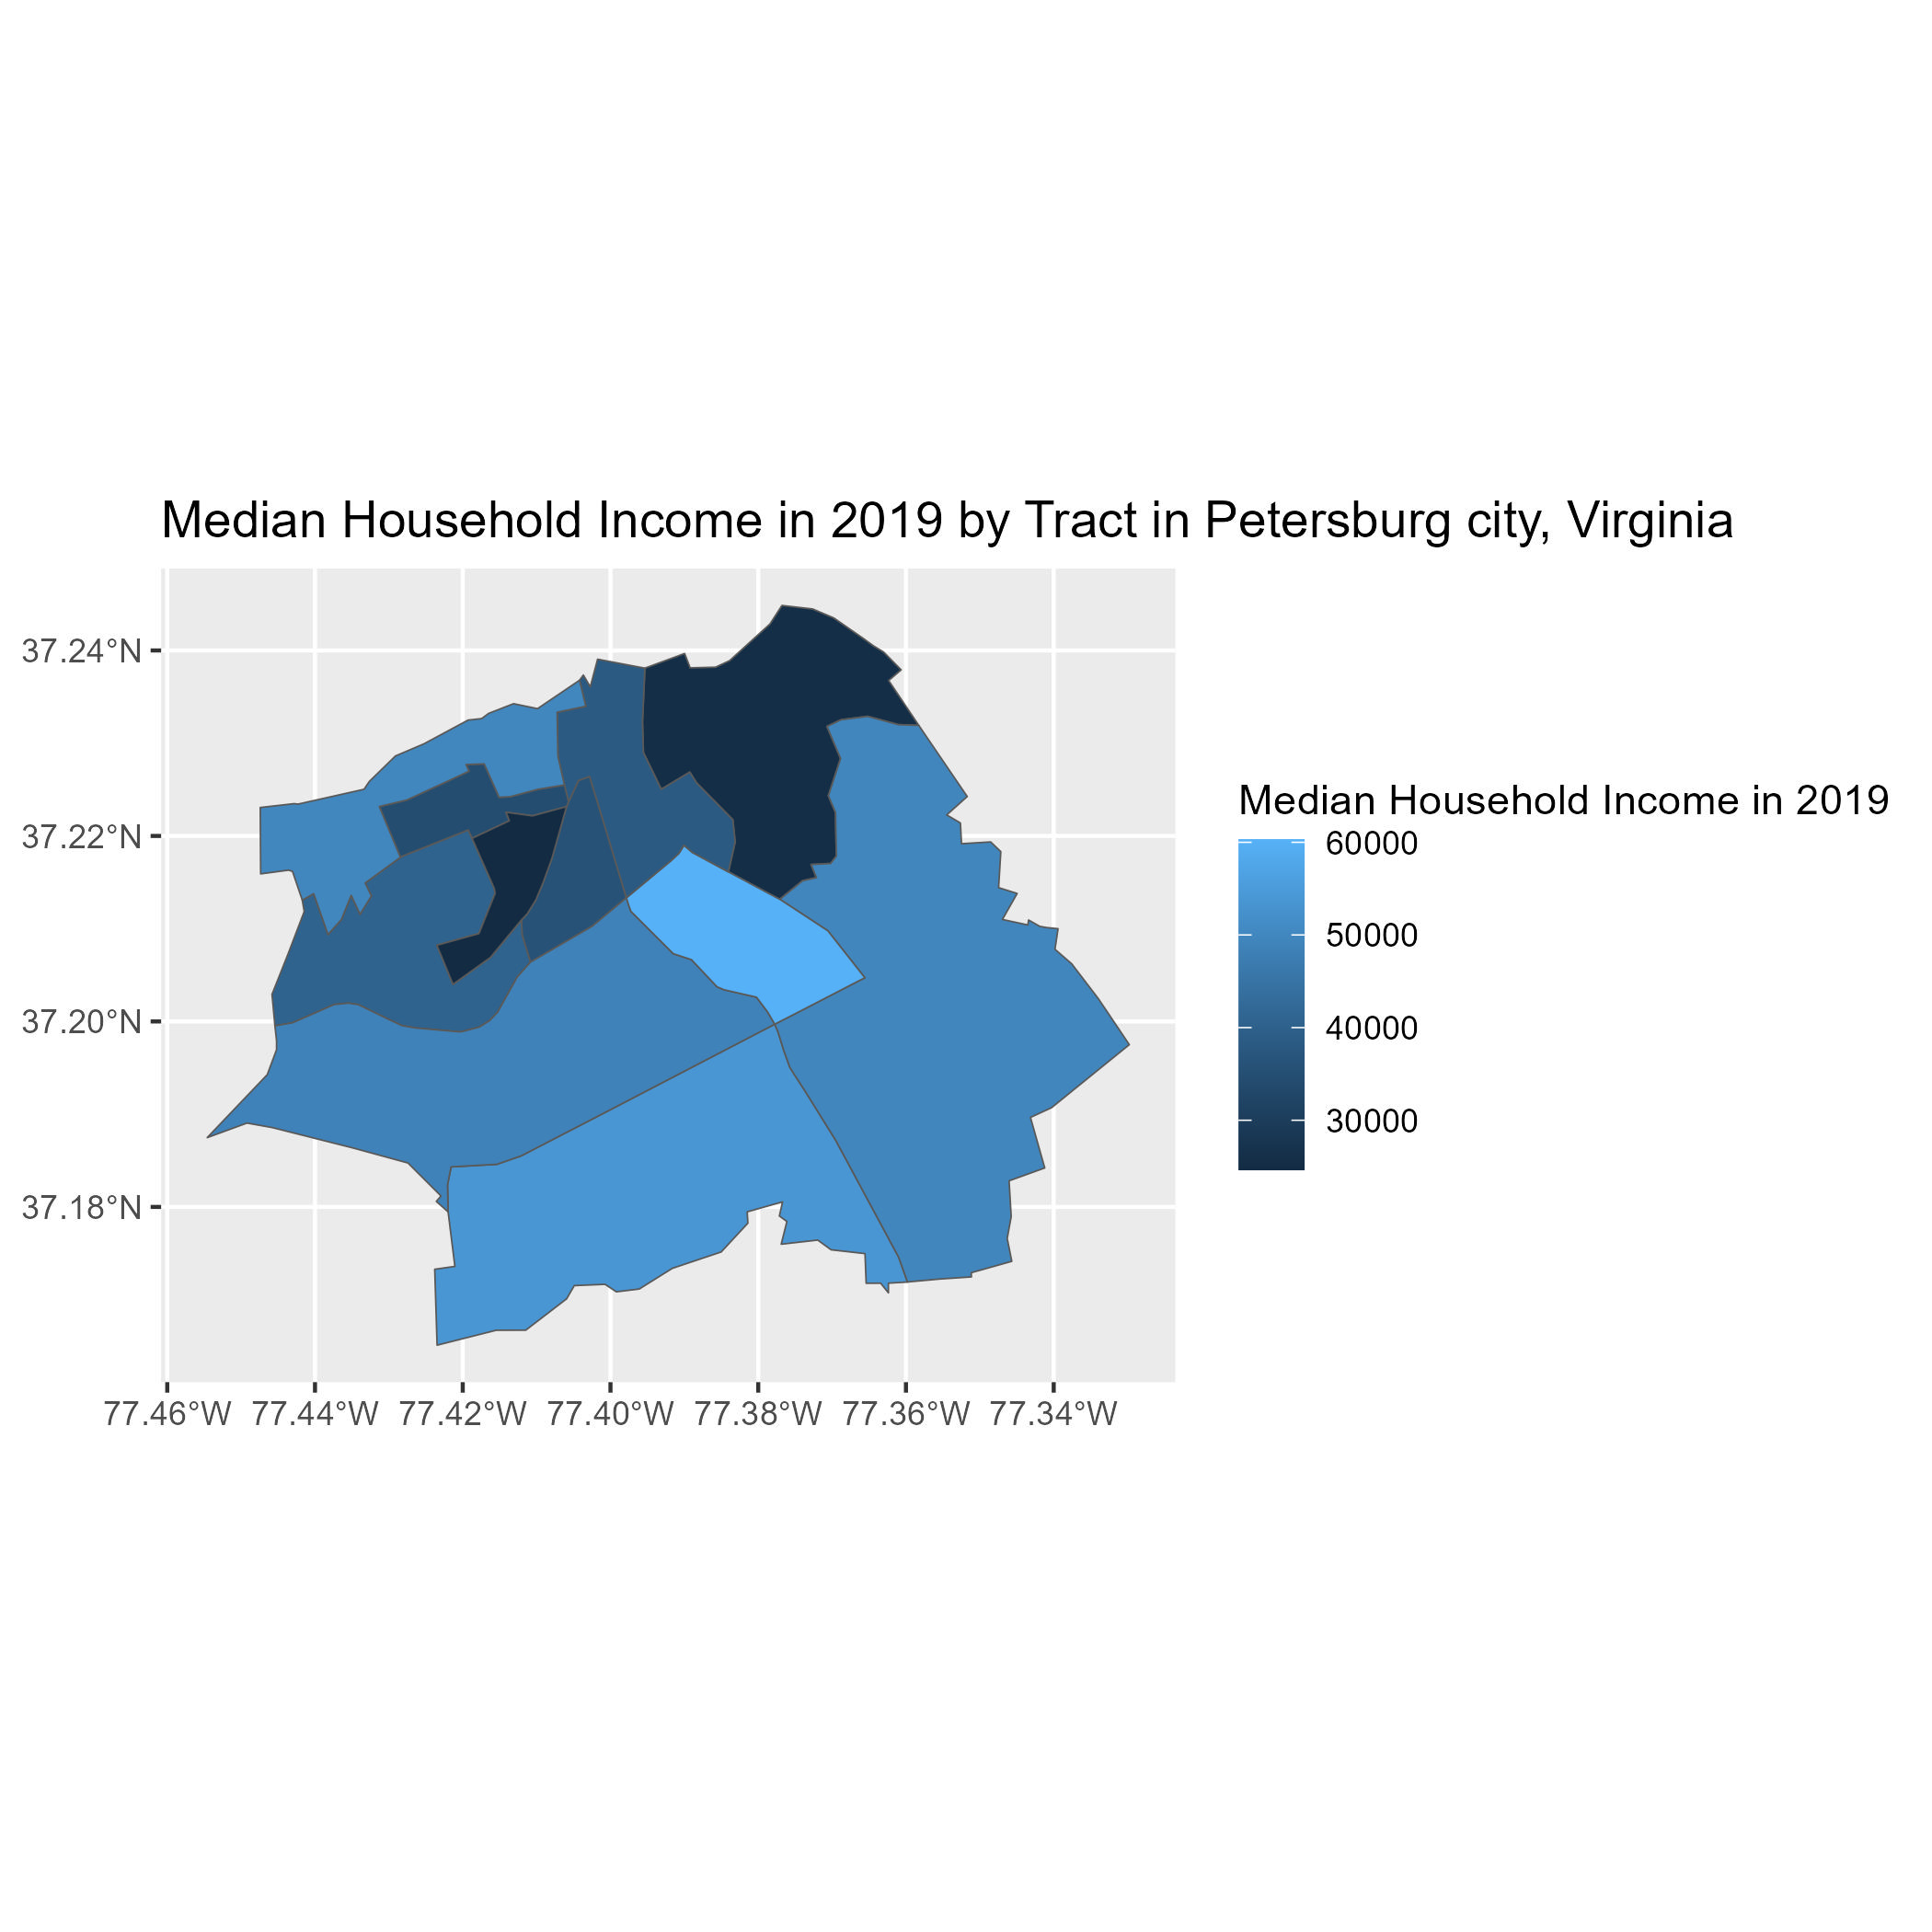 Median Household Income in 2019 by Tract in Petersburg city, Virginia
37.24°N
37.22°N
37.20°N
37.18°N
77.46°W 77.44°W 77.42°W 77.40°W 77.38°W 77.36°W 77.34°W
Median Household Income in 2019
60000
50000
40000
30000